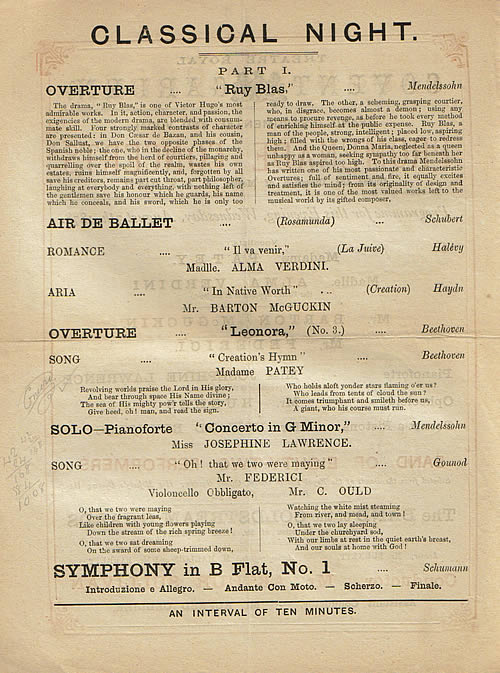 CLASSICAL NIGHT.
PART I.
OVERTURE .... "Ruy Blas," .... Mendelssohn
The drama, "Ruy Blas," is one of Victor Hugo's most
admirable works. In it, action, character, and passion, the
exigencies of the modern drama, are blended with consum-
mate skill. Four strongly marked contrasts of character
are presented: in Don Cæsar de Bazan, and his cousin,
Don Sallust, we have the two opposite phases of the
Spanish noble; the one, who in the decline of the monarchy,
withdraws himself from the herd of courtiers, pillaging and
quarrelling over the spoil of the realm, wastes his own
estates, ruins himself magnificently, and, forgotten by all
save his creditors, remains part cut throat, part philosopher,
laughing at everybody and everything, with nothing left of
the gentleman save his honour which he guards, his name
which he conceals, and his sword, which he is only too
ready to draw. The other, a scheming, grasping courtier,
who, in disgrace, becomes almost a demon; using any
means to procure revenge, as before he took every method
of enriching himself at the public expense. Ruy Blas, a
man of the people, strong, intelligent; placed low, aspiring
high; filled with the wrongs of his class, eager to redress
them. And the Queen, Donna Maria, neglected as a queen
unhappy as a woman, seeking sympathy too far beneath her
as Ruy Blas aspired too high. To this drama Mendelssohn
has written one of his most passionate and characteristic
Overtures; full of sentiment and fire, it equally excites
and satisfies the mind; from its originality of design and
treatment, it is one of the most valued works left to the
musical world by its gifted composer,
AIR DE BALLET .... (Rosamunda) .... Schubert
ROMANCE .... "Il va venir," (La Juive) Halévy
Madlle. ALMA VERDINI.
ARIA .... "In Native Worth" ... (Creation) Haydn
Mr. BARTON McGUCKIN
OVERTURE .... "Leonora," (No. 3.) .... Beethoven
SONG .... "Creation's Hymn" .... Beethoven
Madame PATEY
Revolving worlds praise the Lord in His glory,
And bear through space His Name divine;
The sea of His mighty pow'r tells the story,
Give heed, oh! man, and read the sign.
Who holds aloft yonder stars flaming o'er us?
Who leads from tents of cloud the sun?
It comes triumphant and smileth before us,
A giant, who his course must run.
SOLO—Pianoforte "Concerto in G Minor," .... Mendelssohn
Miss JOSEPHINE LAWRENCE.
SONG .... "Oh! that we two were maying" .... Gounod
Mr. FEDERICI
Violoncello Obbligato, Mr. C. OULD
O, that we two were maying
Over the fragrant leas,
Like children with young flowers playing
Down the stream of the rich spring breeze!
O, that we two sat dreaming
On the award of some sheep-trimmed down,
Watching the white mist steaming
From river, and mead, and town!
O, that we two lay sleeping
Under the churchyard sod,
With our limbs at rest in the quiet earth's breast,
And our souls at home with God!
SYMPHONY in B Flat, No. 1 .... Schumann
Introduzione e Allegro. — Andante Con Moto. — Scherzo. — Finale.
AN INTERVAL OF TEN MINUTES.